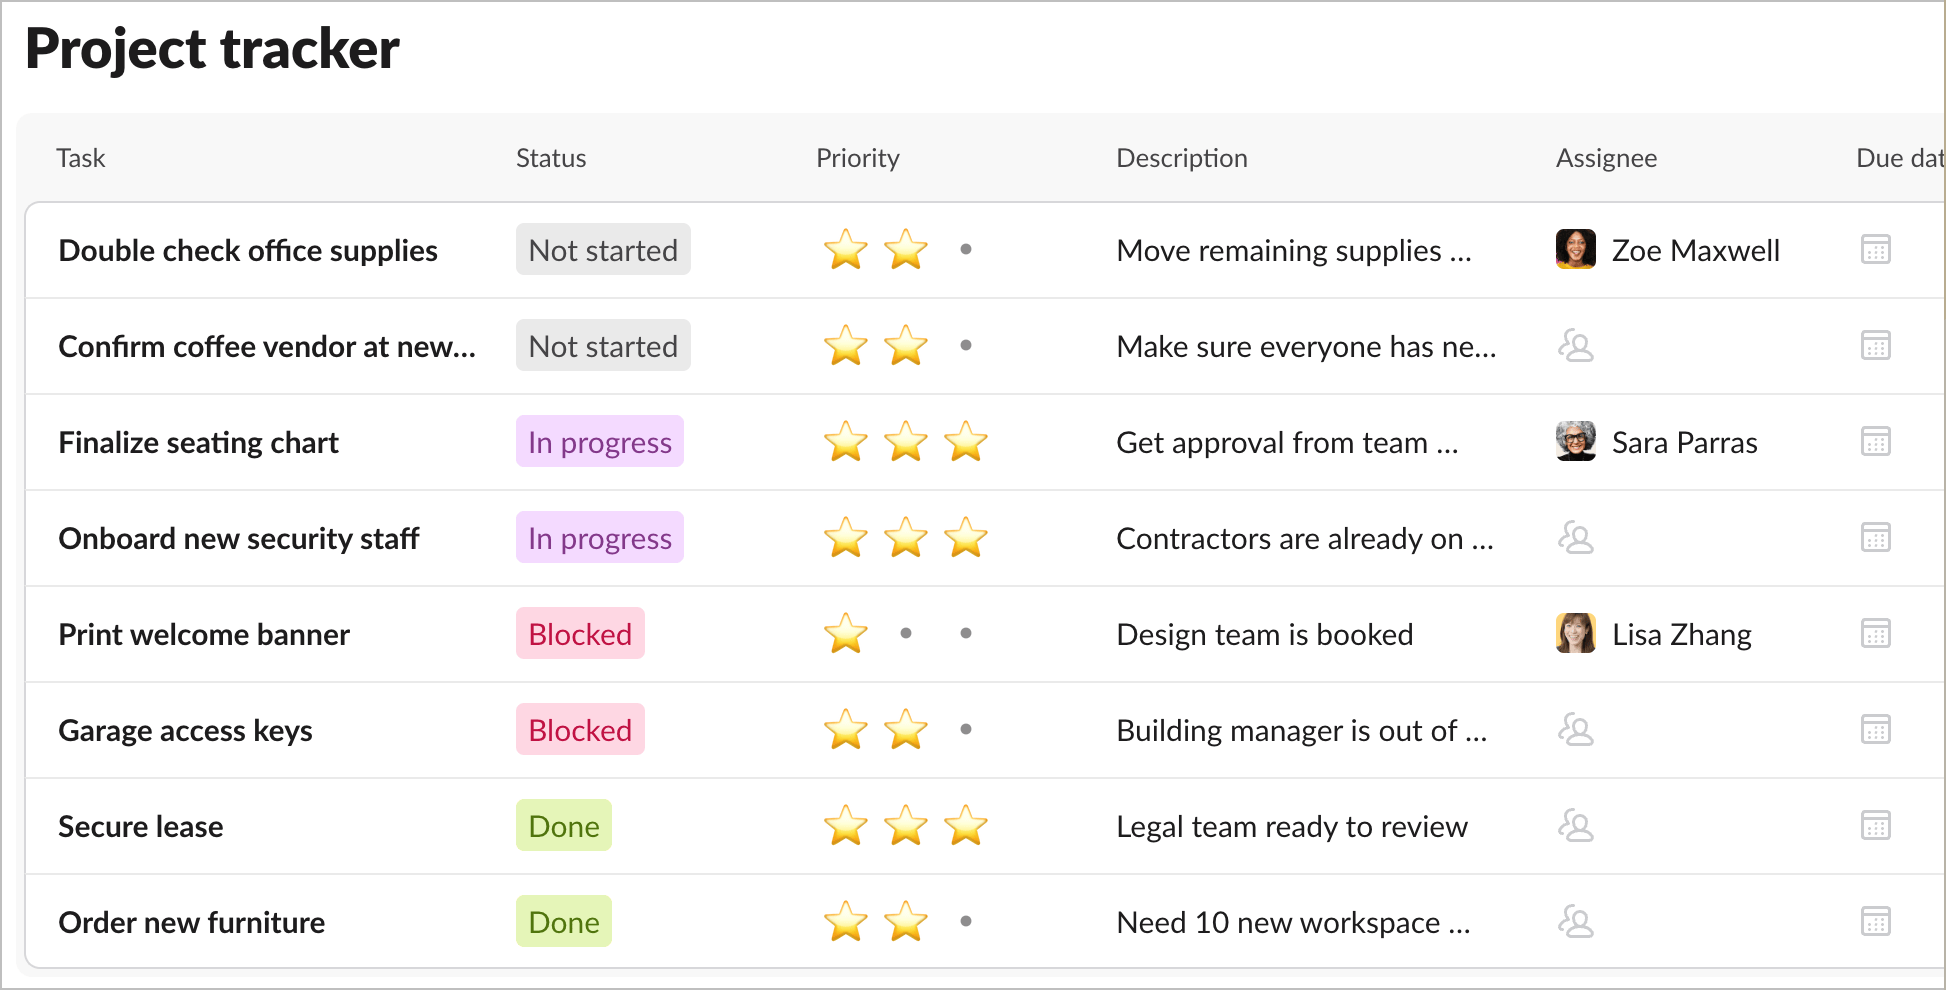 Project tracker
Task Status Priority Description Assignee Due dat
Double check office supplies Not started Move remaining supplies ... Zoe Maxwell
Confirm coffee vendor at new... Not started Make sure everyone has ne...
Finalize seating chart In progress Get approval from team ... Sara Parras
Onboard new security staff In progress Contractors are already on ...
Print welcome banner Blocked Design team is booked Lisa Zhang
Garage access keys Blocked Building manager is out of ...
Secure lease Done Legal team ready to review
Order new furniture Done Need 10 new workspace ...